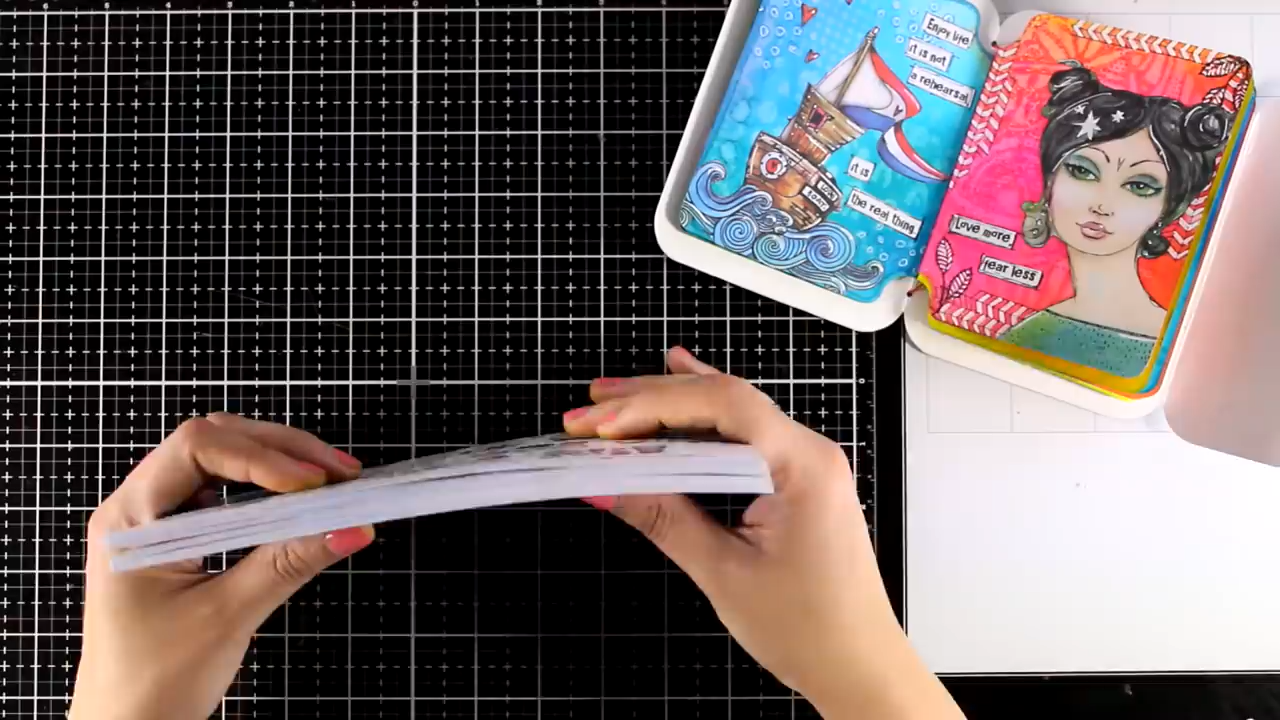 Enjoy life
it is not
a rehearsal,
it is
the real thing.
Love more
fear less